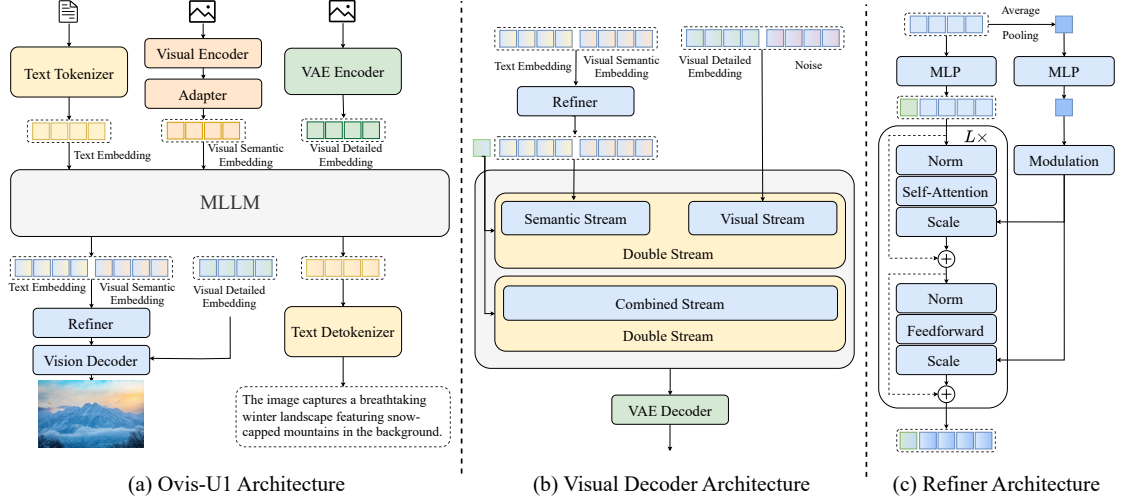 Text Tokenizer
Visual Encoder
Adapter
VAE Encoder
Text Embedding
Visual Semantic
Embedding
Visual Detailed
Embedding
MLLM
Text Embedding
Visual Semantic
Embedding
Visual Detailed
Embedding
Refiner
Vision Decoder
Text Detokenizer
The image captures a breathtaking
winter landscape featuring snow-
capped mountains in the background.
(a) Ovis-U1 Architecture
Text Embedding
Visual Semantic
Embedding
Visual Detailed
Embedding
Noise
Refiner
Semantic Stream
Visual Stream
Double Stream
Combined Stream
Double Stream
VAE Decoder
(b) Visual Decoder Architecture
Average
Pooling
MLP
MLP
L×
Norm
Self-Attention
Scale
Modulation
Norm
Feedforward
Scale
(c) Refiner Architecture